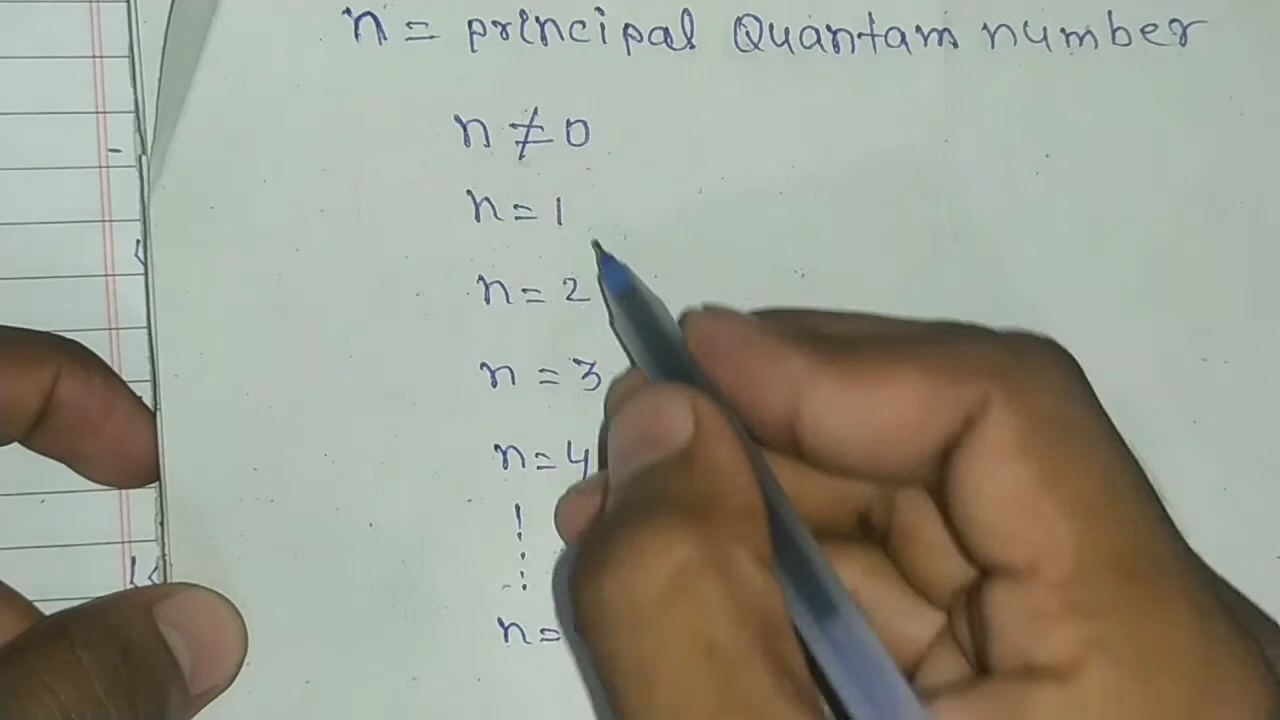 n = principal Quantam number
n ≠ 0
n = 1
n = 2
n = 3
n = 4
n =